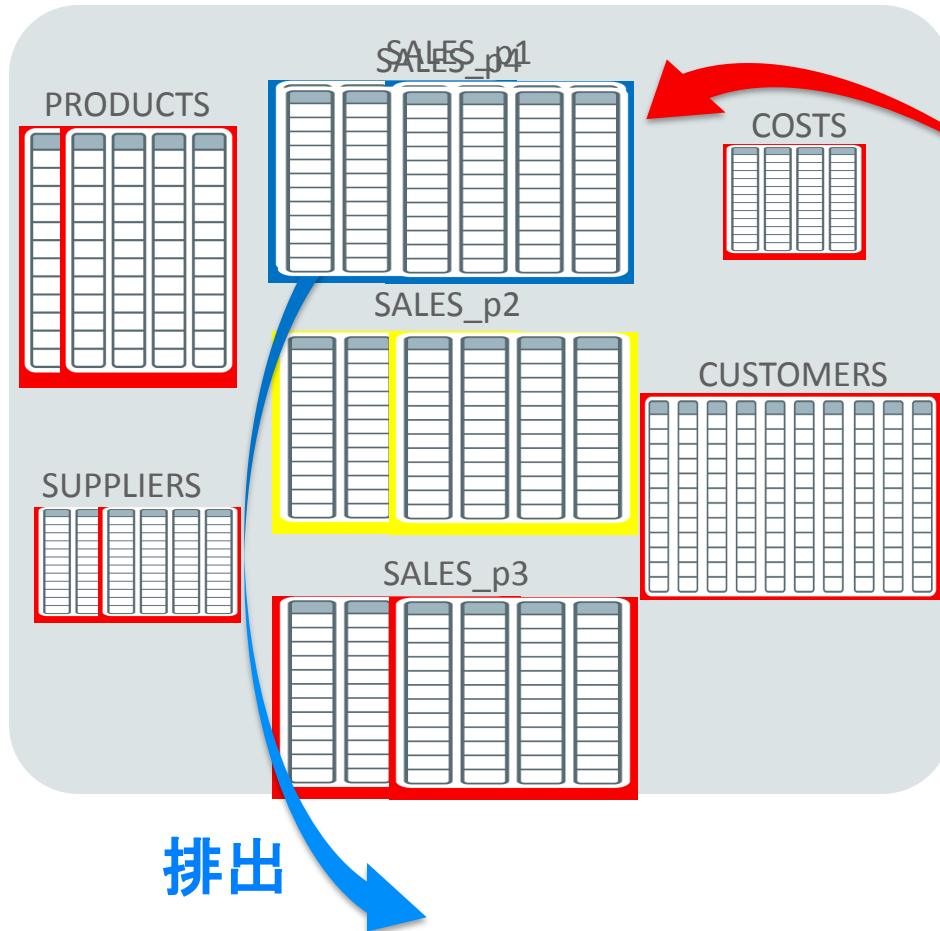 SALES_p1
SALES_p4
PRODUCTS
COSTS
SALES_p2
CUSTOMERS
SUPPLIERS
SALES_p3
排出